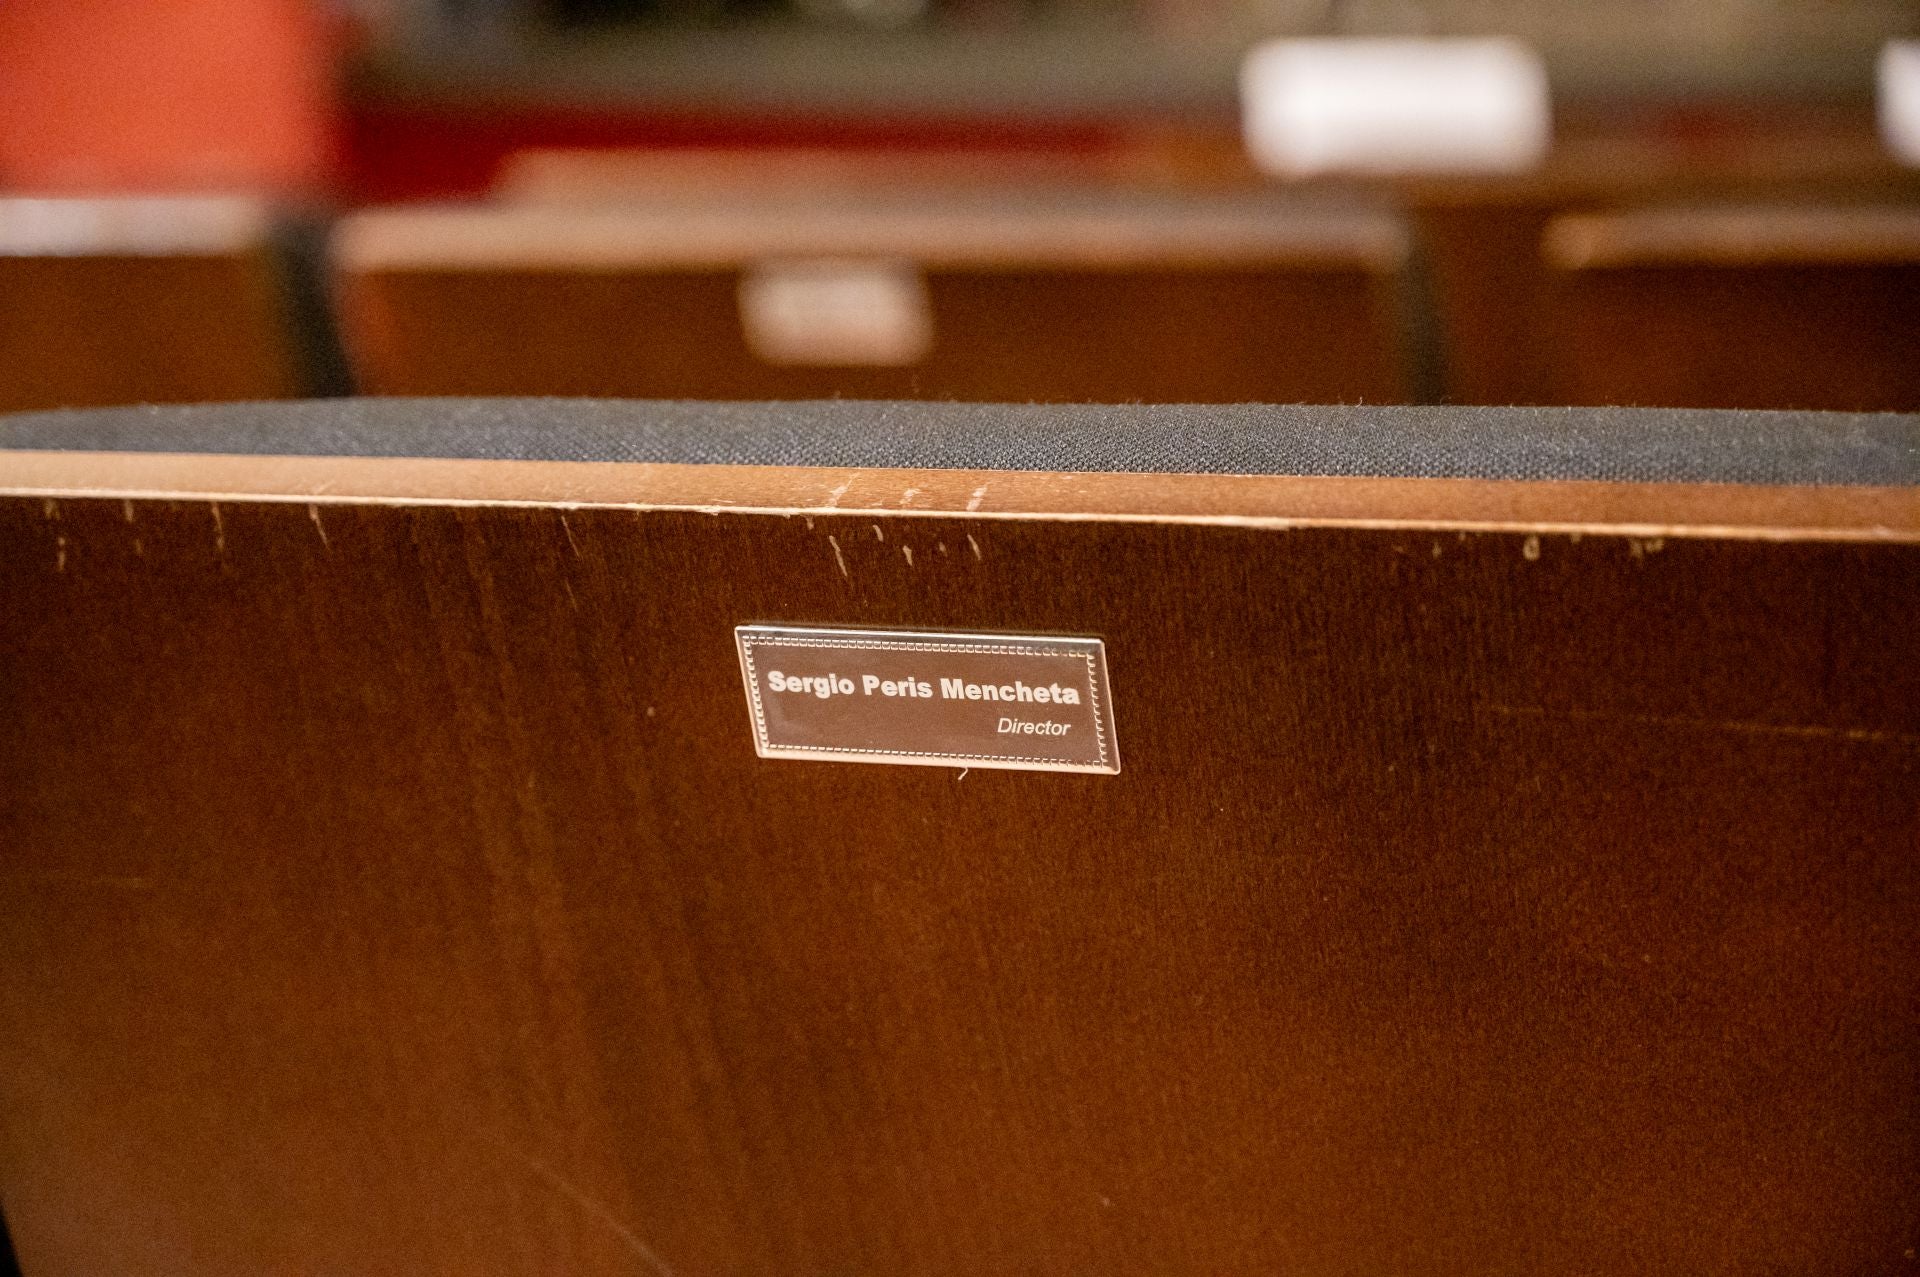 Sergio Peris Mencheta
Director